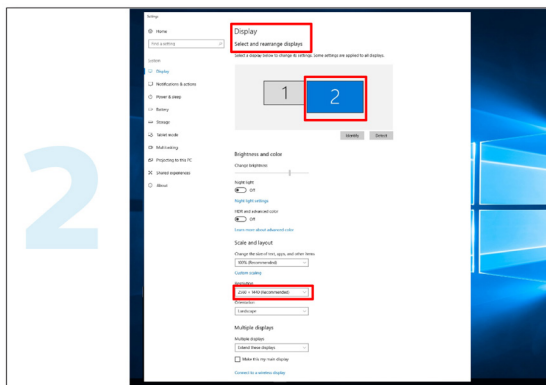 2
Settings
Home
Find a setting
System
Display
Notifications & actions
Power & sleep
Battery
Storage
Tablet mode
Multitasking
Projecting to this PC
Shared experiences
About
Display
Select and rearrange displays
Select a display below to change its settings. Some settings are applied to all displays.
1
2
Identify
Detect
Brightness and color
Change brightness
Night light
Off
Night light settings
HDR and advanced color
Off
Learn more about advanced color
Scale and layout
Change the size of text, apps, and other items
100% (Recommended)
Custom scaling
Resolution
2560 × 1440 (Recommended)
Orientation
Landscape
Multiple displays
Multiple displays
Extend these displays
Make this my main display
Connect to a wireless display